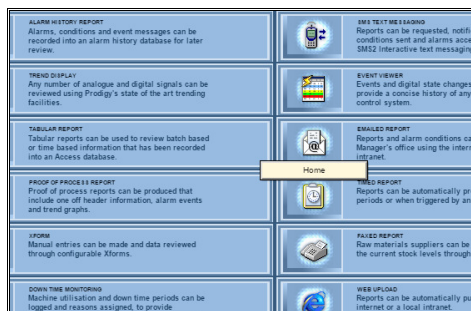 ALARM HISTORY REPORT
Alarms, conditions and event messages can be
recorded into an alarm history database for later
review.
TREND DISPLAY
Any number of analogue and digital signals can be
reviewed using Prodigy's state of the art trending
facilities.
TABULAR REPORT
Tabular reports can be used to review batch based
or time based information that has been recorded
into an Access database.
PROOF OF PROCESS REPORT
Proof of process reports can be produced that
include one off header information, alarm events
and trend graphs.
XFORM
Manual entries can be made and data reviewed
through configurable Xforms.
DOWN TIME MONITORING
Machine utilisation and down time periods can be
logged and reasons assigned, to provide
SMS TEXT MESSAGING
Reports can be requested,
conditions sent and alarms
SMS2 Interactive text
EVENT VIEWER
Events and digital state changes
provide a concise history of any
control system.
EMAILED REPORT
Reports and alarm conditions
Manager's office using the
intranet.
Home
TIMED REPORT
Reports can be automatically
periods or when triggered by an
FAXED REPORT
Raw materials suppliers can be
the current stock levels through
WEB UPLOAD
Reports can be automatically
internet or a local intranet.